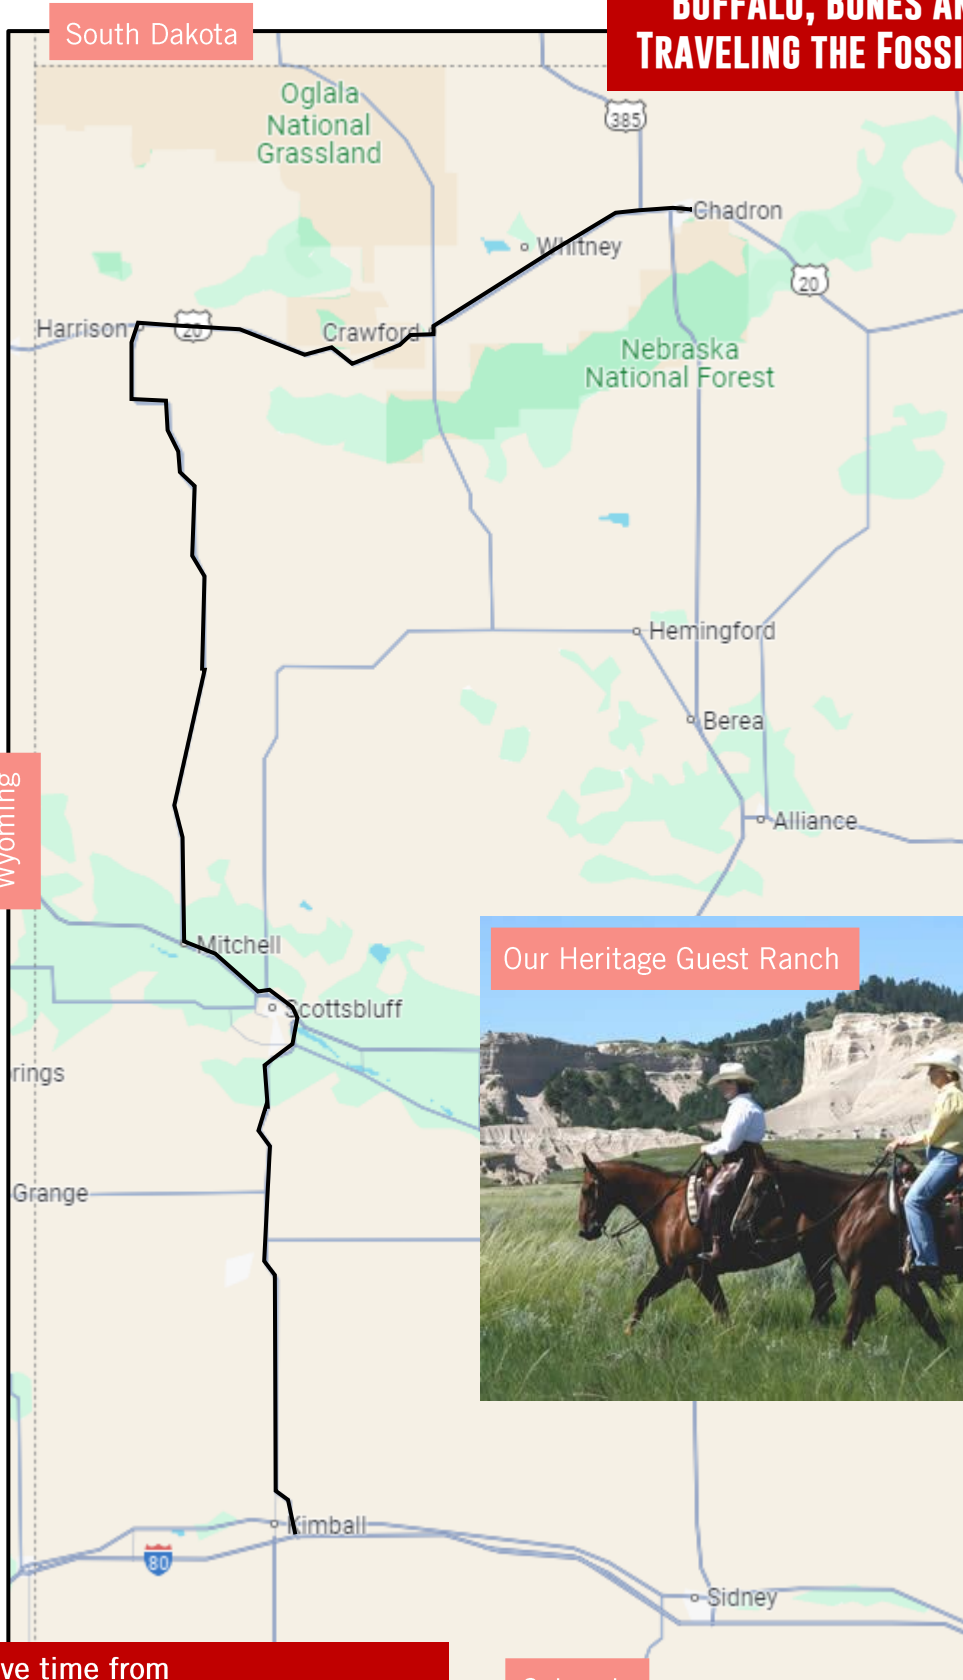 South Dakota
TRAVELING THE
Oglala
National
Grassland
385
Chadron
Whitney
20
Harrison
20
Crawford
Nebraska
National Forest
Hemingford
Berea
Wyoming
Alliance
Our Heritage Guest Ranch
Mitchell
Scottsbluff
rings
Grange
Kimball
80
Sidney
ve time from